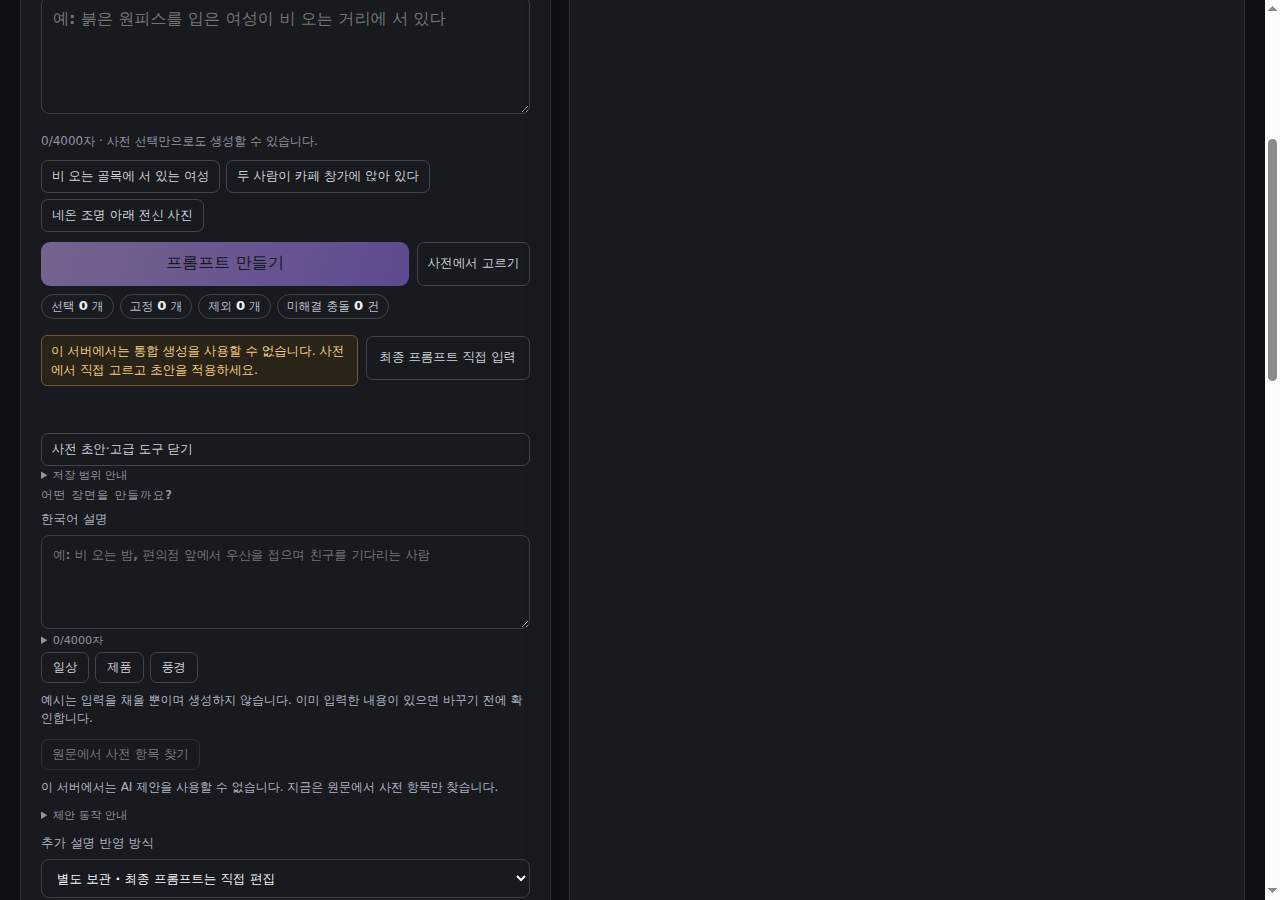 예: 붉은 원피스를 입은 여성이 비 오는 거리에 서 있다
0/4000자 · 사전 선택만으로도 생성할 수 있습니다.
비 오는 골목에 서 있는 여성
두 사람이 카페 창가에 앉아 있다
네온 조명 아래 전신 사진
프롬프트 만들기
사전에서 고르기
선택 0 개
고정 0 개
제외 0 개
미해결 충돌 0 건
이 서버에서는 통합 생성을 사용할 수 없습니다. 사전
에서 직접 고르고 초안을 적용하세요.
최종 프롬프트 직접 입력
사전 초안·고급 도구 닫기
저장 범위 안내
어떤 장면을 만들까요?
한국어 설명
예: 비 오는 밤, 편의점 앞에서 우산을 접으며 친구를 기다리는 사람
0/4000자
일상
제품
풍경
예시는 입력을 채울 뿐이며 생성하지 않습니다. 이미 입력한 내용이 있으면 바꾸기 전에 확
인합니다.
원문에서 사전 항목 찾기
이 서버에서는 AI 제안을 사용할 수 없습니다. 지금은 원문에서 사전 항목만 찾습니다.
제안 동작 안내
추가 설명 반영 방식
별도 보관 · 최종 프롬프트는 직접 편집